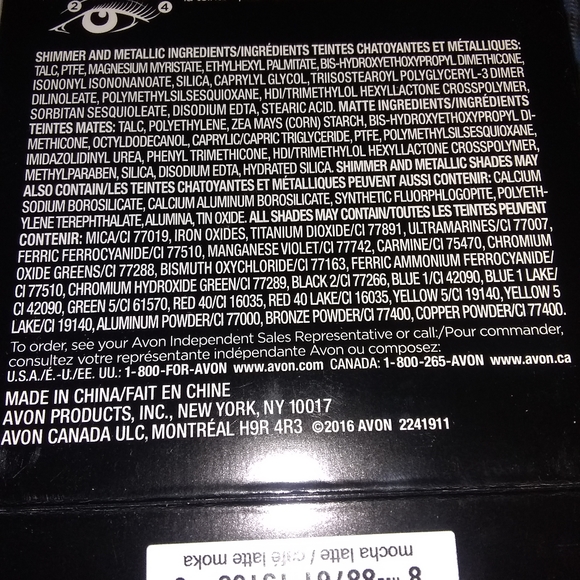 2 4
SHIMMER AND METALLIC INGREDIENTS/INGRÉDIENTS TEINTES CHATOYANTES ET MÉTALLIQUES:
TALC, PTFE, MAGNESIUM MYRISTATE, ETHYLHEXYL PALMITATE, BIS-HYDROXYETHOXYPROPYL DIMETHICONE,
ISONONYL ISONONANOATE, SILICA, CAPRYLYL GLYCOL, TRIISOSTEAROYL POLYGLYCERYL-3 DIMER
DILINOLEATE, POLYMETHYLSILSESQUIOXANE, HDI/TRIMETHYLOL HEXYLLACTONE CROSSPOLYMER,
SORBITAN SESQUIOLEATE, DISODIUM EDTA, STEARIC ACID. MATTE INGREDIENTS/INGRÉDIENTS
TEINTES MATES: TALC, POLYETHYLENE, ZEA MAYS (CORN) STARCH, BIS-HYDROXYETHOXYPROPYL DI-
METHICONE, OCTYLDODECANOL, CAPRYLIC/CAPRIC TRIGLYCERIDE, PTFE, POLYMETHYLSILSESQUIOXANE,
IMIDAZOLIDINYL UREA, PHENYL TRIMETHICONE, HDI/TRIMETHYLOL HEXYLLACTONE CROSSPOLYMER,
METHYLPARABEN, SILICA, DISODIUM EDTA, HYDRATED SILICA. SHIMMER AND METALLIC SHADES MAY
ALSO CONTAIN/LES TEINTES CHATOYANTES ET MÉTALLIQUES PEUVENT AUSSI CONTENIR: CALCIUM
SODIUM BOROSILICATE, CALCIUM ALUMINUM BOROSILICATE, SYNTHETIC FLUORPHLOGOPITE, POLYETH-
YLENE TEREPHTHALATE, ALUMINA, TIN OXIDE. ALL SHADES MAY CONTAIN/TOUTES LES TEINTES PEUVENT
CONTENIR: MICA/CI 77019, IRON OXIDES, TITANIUM DIOXIDE/CI 77891, ULTRAMARINES/CI 77007,
FERRIC FERROCYANIDE/CI 77510, MANGANESE VIOLET/CI 77742, CARMINE/CI 75470, CHROMIUM
OXIDE GREENS/CI 77288, BISMUTH OXYCHLORIDE/CI 77163, FERRIC AMMONIUM FERROCYANIDE/
CI 77510, CHROMIUM HYDROXIDE GREEN/CI 77289, BLACK 2/CI 77266, BLUE 1/CI 42090, BLUE 1 LAKE/
CI 42090, GREEN 5/CI 61570, RED 40/CI 16035, RED 40 LAKE/CI 16035, YELLOW 5/CI 19140, YELLOW 5
LAKE/CI 19140, ALUMINUM POWDER/CI 77000, BRONZE POWDER/CI 77400, COPPER POWDER/CI 77400.
To order, see your Avon Independent Sales Representative or call:/Pour commander,
consultez votre représentante indépendante Avon ou composez:
U.S.A./É.-U./EE. UU.: 1-800-FOR-AVON www.avon.com CANADA: 1-800-265-AVON www.avon.ca
MADE IN CHINA/FAIT EN CHINE
AVON PRODUCTS, INC., NEW YORK, NY 10017
AVON CANADA ULC, MONTRÉAL H9R 4R3 ©2016 AVON 2241911
mocha latte / café latte moka